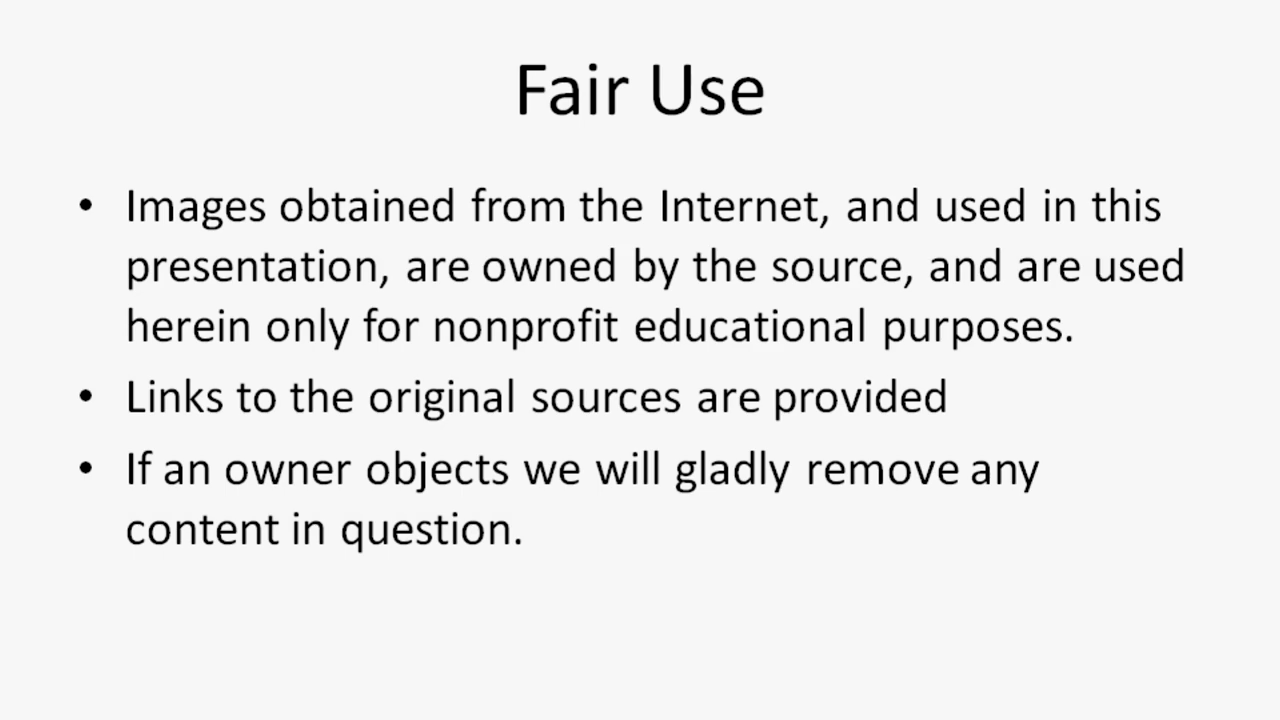 Fair Use
• Images obtained from the Internet, and used in this
presentation, are owned by the source, and are used
herein only for nonprofit educational purposes.
• Links to the original sources are provided
• If an owner objects we will gladly remove any
content in question.